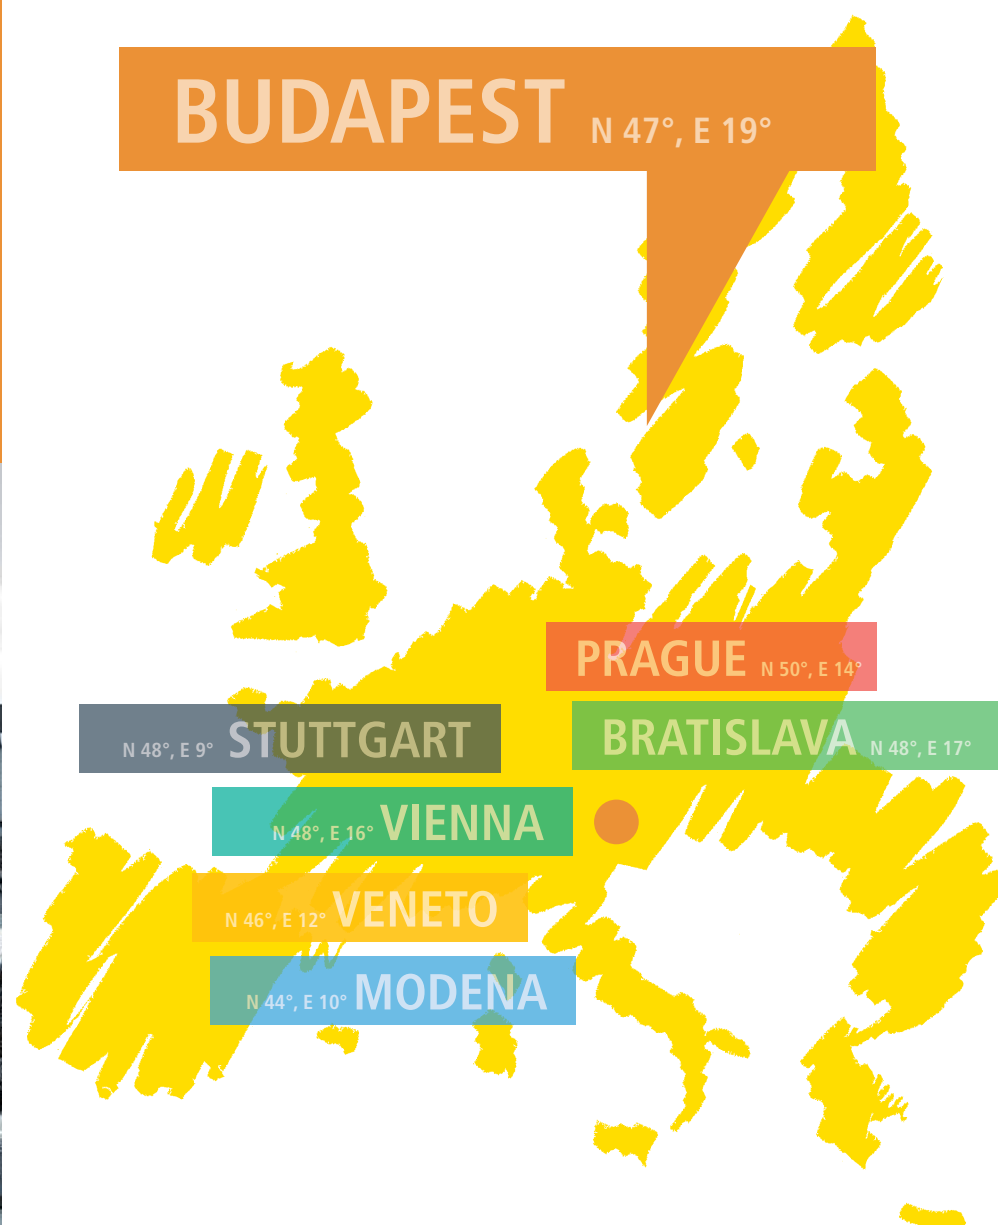 BUDAPEST N 47°, E 19°
PRAGUE N 50°, E 14°
N 48°, E 9° STUTTGART
BRATISLAVA N 48°, E 17°
N 48°, E 16° VIENNA
N 46°, E 12° VENETO
N 44°, E 10° MODENA